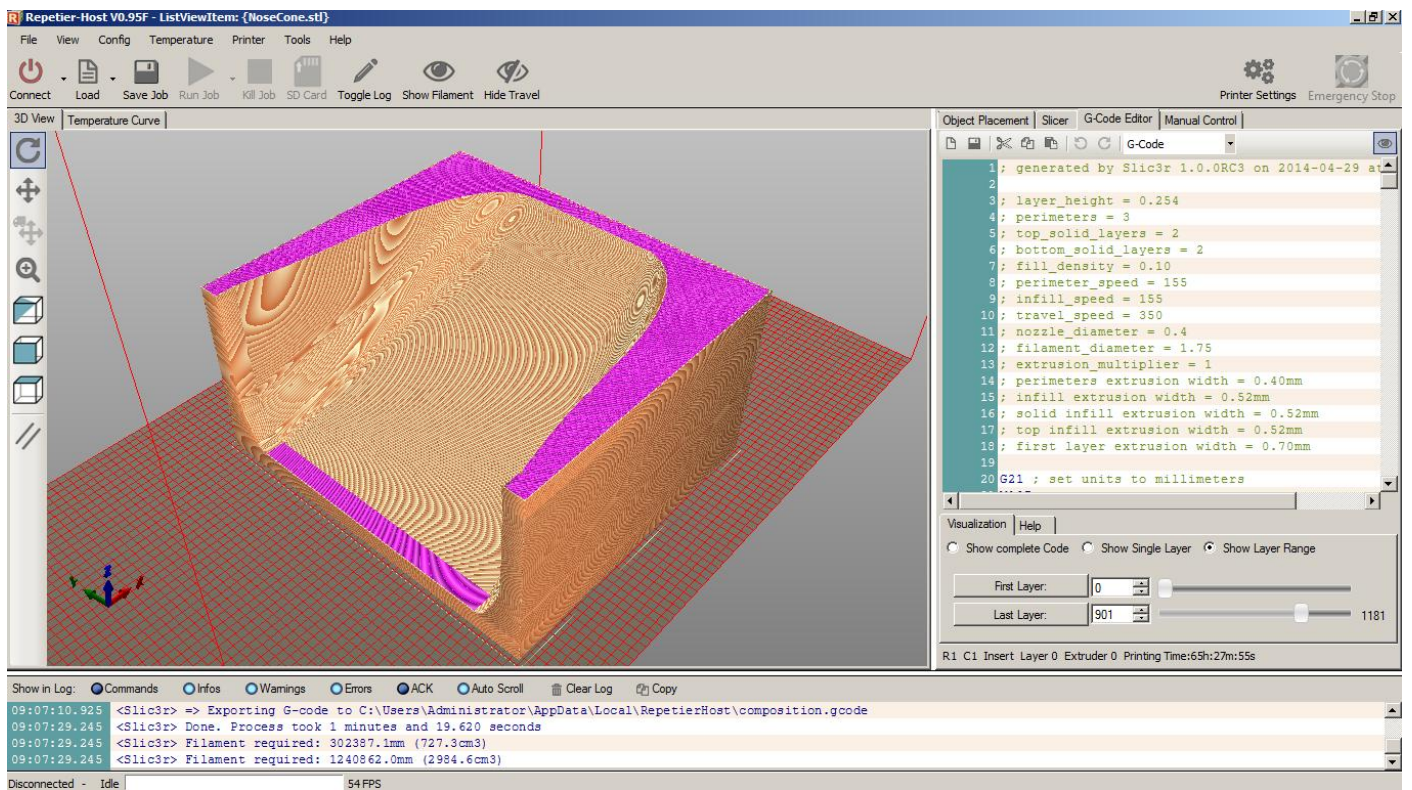 Repetier-Host V0.95F - ListViewItem: {NoseCone.stl}
File View Config Temperature Printer Tools Help
Connect Load Save Job Run Job Kill Job SD Card Toggle Log Show Filament Hide Travel Printer Settings Emergency Stop
3D View Temperature Curve
Object Placement Slicer G-Code Editor Manual Control
G-Code
1 ; generated by Slic3r 1.0.0RC3 on 2014-04-29 at
2
3 ; layer_height = 0.254
4 ; perimeters = 3
5 ; top_solid_layers = 2
6 ; bottom_solid_layers = 2
7 ; fill_density = 0.10
8 ; perimeter_speed = 155
9 ; infill_speed = 155
10 ; travel_speed = 350
11 ; nozzle_diameter = 0.4
12 ; filament_diameter = 1.75
13 ; extrusion_multiplier = 1
14 ; perimeters extrusion width = 0.40mm
15 ; infill extrusion width = 0.52mm
16 ; solid infill extrusion width = 0.52mm
17 ; top infill extrusion width = 0.52mm
18 ; first layer extrusion width = 0.70mm
19
20 G21 ; set units to millimeters
Visualization Help
Show complete Code Show Single Layer Show Layer Range
First Layer: 0
Last Layer: 901 1181
R1 C1 Insert Layer 0 Extruder 0 Printing Time:65h:27m:55s
Show in Log: Commands Infos Warnings Errors ACK Auto Scroll Clear Log Copy
09:07:10.925 <Slic3r> => Exporting G-code to C:\Users\Administrator\AppData\Local\RepetierHost\composition.gcode
09:07:29.245 <Slic3r> Done. Process took 1 minutes and 19.620 seconds
09:07:29.245 <Slic3r> Filament required: 302387.1mm (727.3cm3)
09:07:29.245 <Slic3r> Filament required: 1240862.0mm (2984.6cm3)
Disconnected - Idle 54 FPS